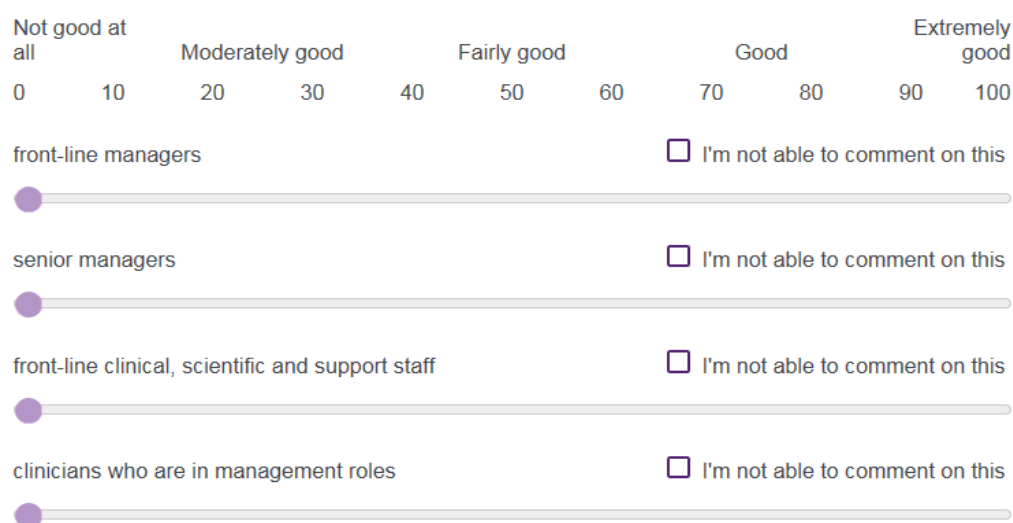 Not good at all Moderately good Fairly good Good Extremely good
0 10 20 30 40 50 60 70 80 90 100
front-line managers I'm not able to comment on this
senior managers I'm not able to comment on this
front-line clinical, scientific and support staff I'm not able to comment on this
clinicians who are in management roles I'm not able to comment on this